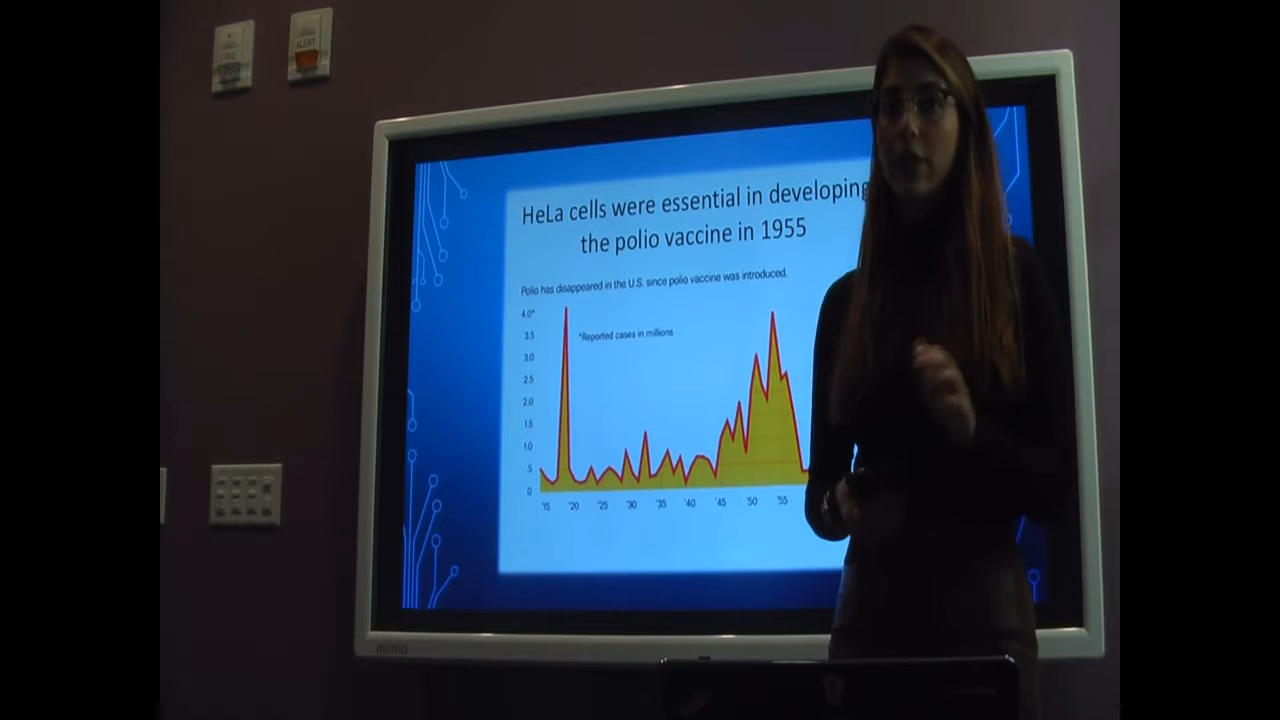 FIRE
ALERT
HeLa cells were essential in developing
the polio vaccine in 1955
Polio has disappeared in the U.S. since polio vaccine was introduced.
4.0*
*Reported cases in millions
3.5
3.0
2.5
2.0
1.5
1.0
.5
0
'15 '20 '25 '30 '35 '40 '45 '50 '55
mimio